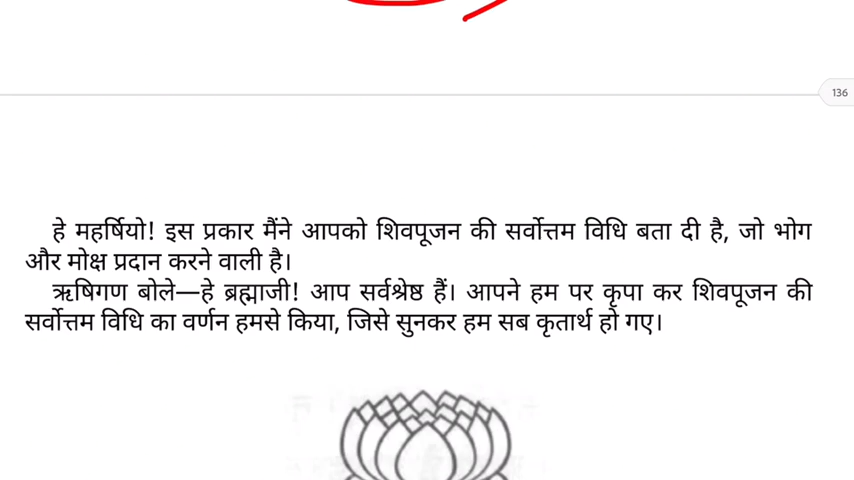 136
हे महर्षियो! इस प्रकार मैंने आपको शिवपूजन की सर्वोत्तम विधि बता दी है, जो भोग
और मोक्ष प्रदान करने वाली है।
ऋषिगण बोले—हे ब्रह्माजी! आप सर्वश्रेष्ठ हैं। आपने हम पर कृपा कर शिवपूजन की
सर्वोत्तम विधि का वर्णन हमसे किया, जिसे सुनकर हम सब कृतार्थ हो गए।